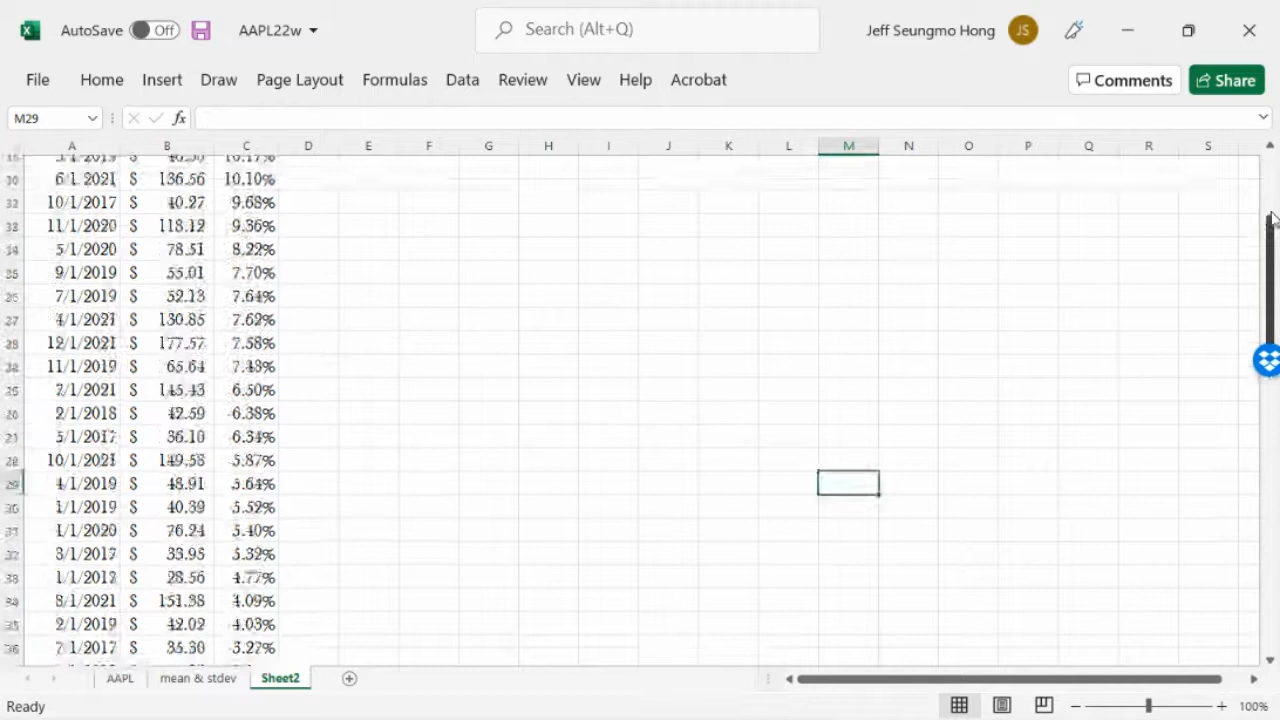 AutoSave Off AAPL22w Search (Alt+Q) Jeff Seungmo Hong JS
File Home Insert Draw Page Layout Formulas Data Review View Help Acrobat Comments Share
M29 fx
A B C D E F G H I J K L M N O P Q R S
6/1/2021 $ 136.56 10.10%
10/1/2017 $ 40.27 9.68%
11/1/2020 $ 118.12 9.36%
5/1/2020 $ 78.51 8.22%
9/1/2019 $ 55.01 7.70%
7/1/2019 $ 52.13 7.64%
4/1/2021 $ 130.85 7.62%
12/1/2021 $ 177.57 7.58%
11/1/2019 $ 65.64 7.48%
7/1/2021 $ 145.43 6.50%
2/1/2018 $ 42.59 6.38%
5/1/2017 $ 36.10 6.34%
10/1/2021 $ 149.58 5.87%
29 4/1/2019 $ 48.91 5.64%
1/1/2019 $ 40.39 5.52%
1/1/2020 $ 76.24 5.40%
3/1/2017 $ 33.95 5.32%
$ 28.56 4.77%
8/1/2021 $ 151.38 4.09%
2/1/2019 $ 42.02 4.03%
36 7/1/2017 $ 35.30 3.27%
AAPL mean & stdev Sheet2
Ready 100%